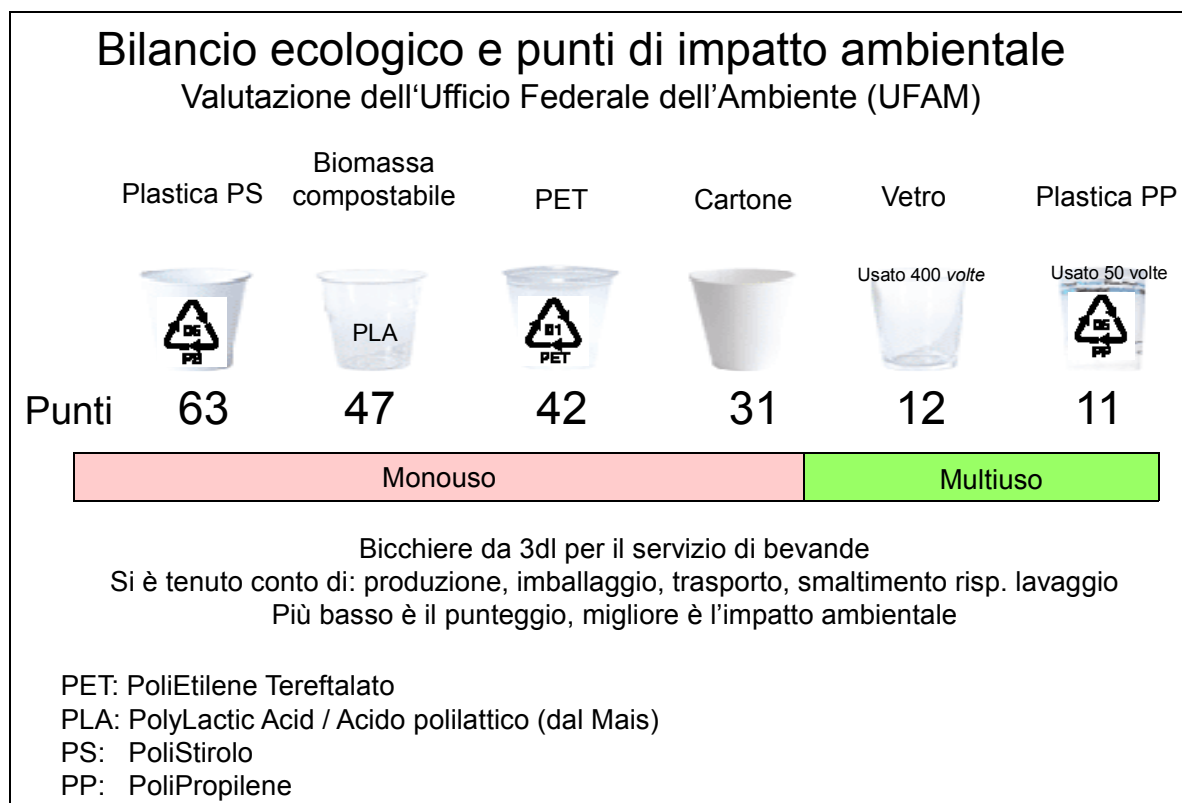 Bilancio ecologico e punti di impatto ambientale
Valutazione dell‘Ufficio Federale dell’Ambiente (UFAM)
Plastica PS
Biomassa
compostabile
PET
Cartone
Vetro
Plastica PP
06
PS
PLA
01
PET
Usato 400 volte
Usato 50 volte
05
PP
Punti 63 47 42 31 12 11
Monouso Multiuso
Bicchiere da 3dl per il servizio di bevande
Si è tenuto conto di: produzione, imballaggio, trasporto, smaltimento risp. lavaggio
Più basso è il punteggio, migliore è l’impatto ambientale
PET: PoliEtilene Tereftalato
PLA: PolyLactic Acid / Acido polilattico (dal Mais)
PS: PoliStirolo
PP: PoliPropilene